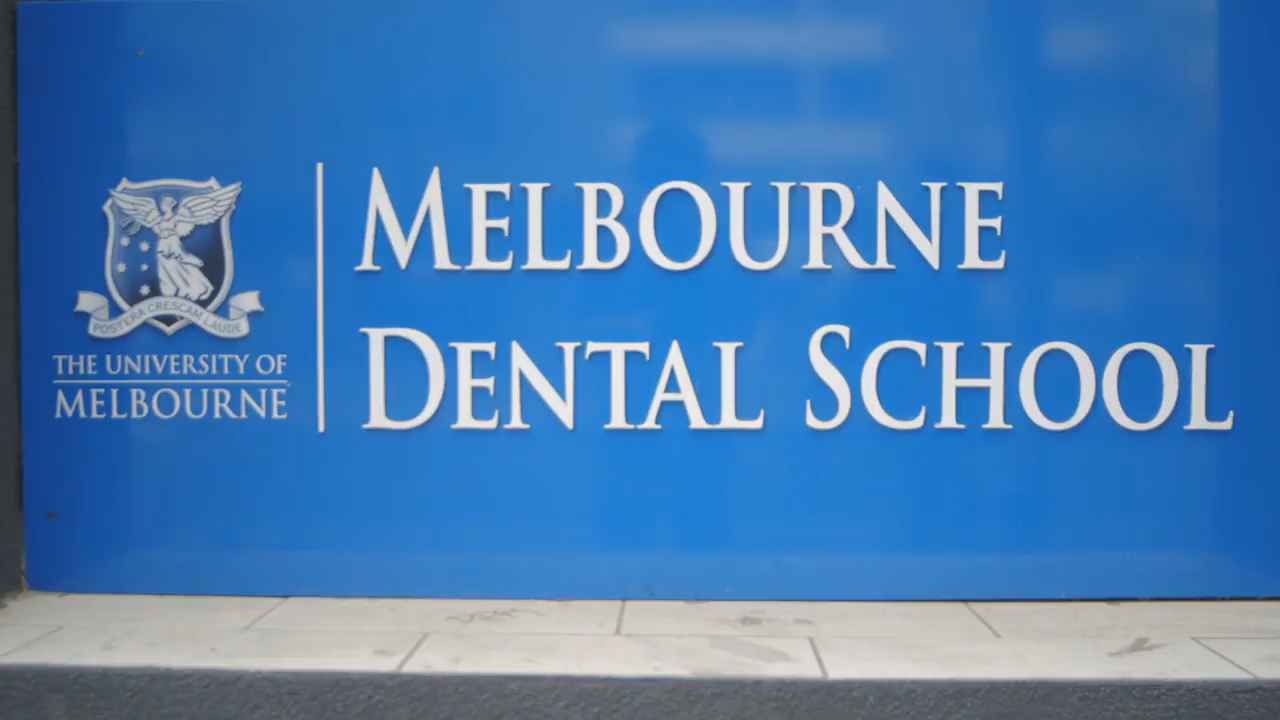 POSTERA CRESCAM LAUDE
THE UNIVERSITY OF
MELBOURNE
MELBOURNE
DENTAL SCHOOL